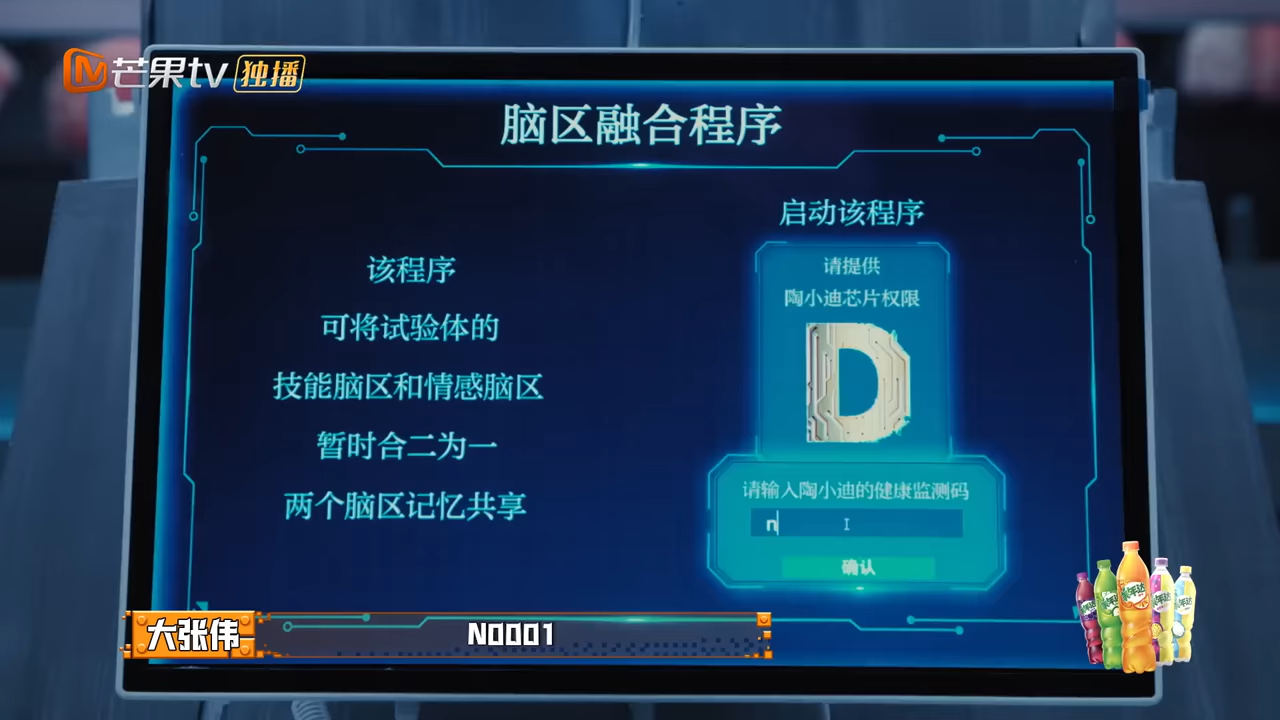 芒果tv 独播
脑区融合程序
该程序
可将试验体的
技能脑区和情感脑区
暂时合二为一
两个脑区记忆共享
启动该程序
请提供
陶小迪芯片权限
D
请输入陶小迪的健康监测码
n
确认
大张伟 N0001
美年达